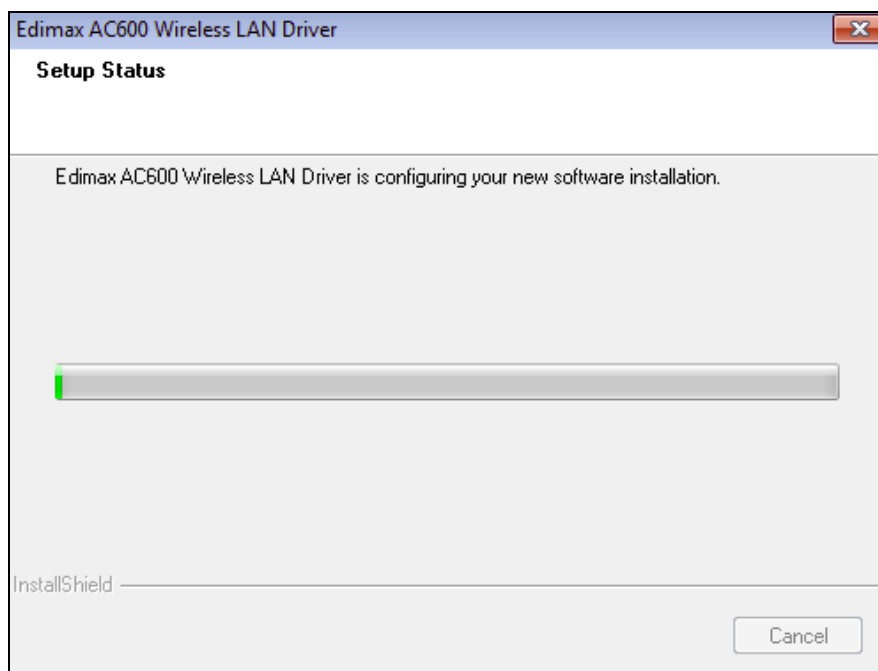 Edimax AC600 Wireless LAN Driver
Setup Status
Edimax AC600 Wireless LAN Driver is configuring your new software installation.
InstallShield
Cancel